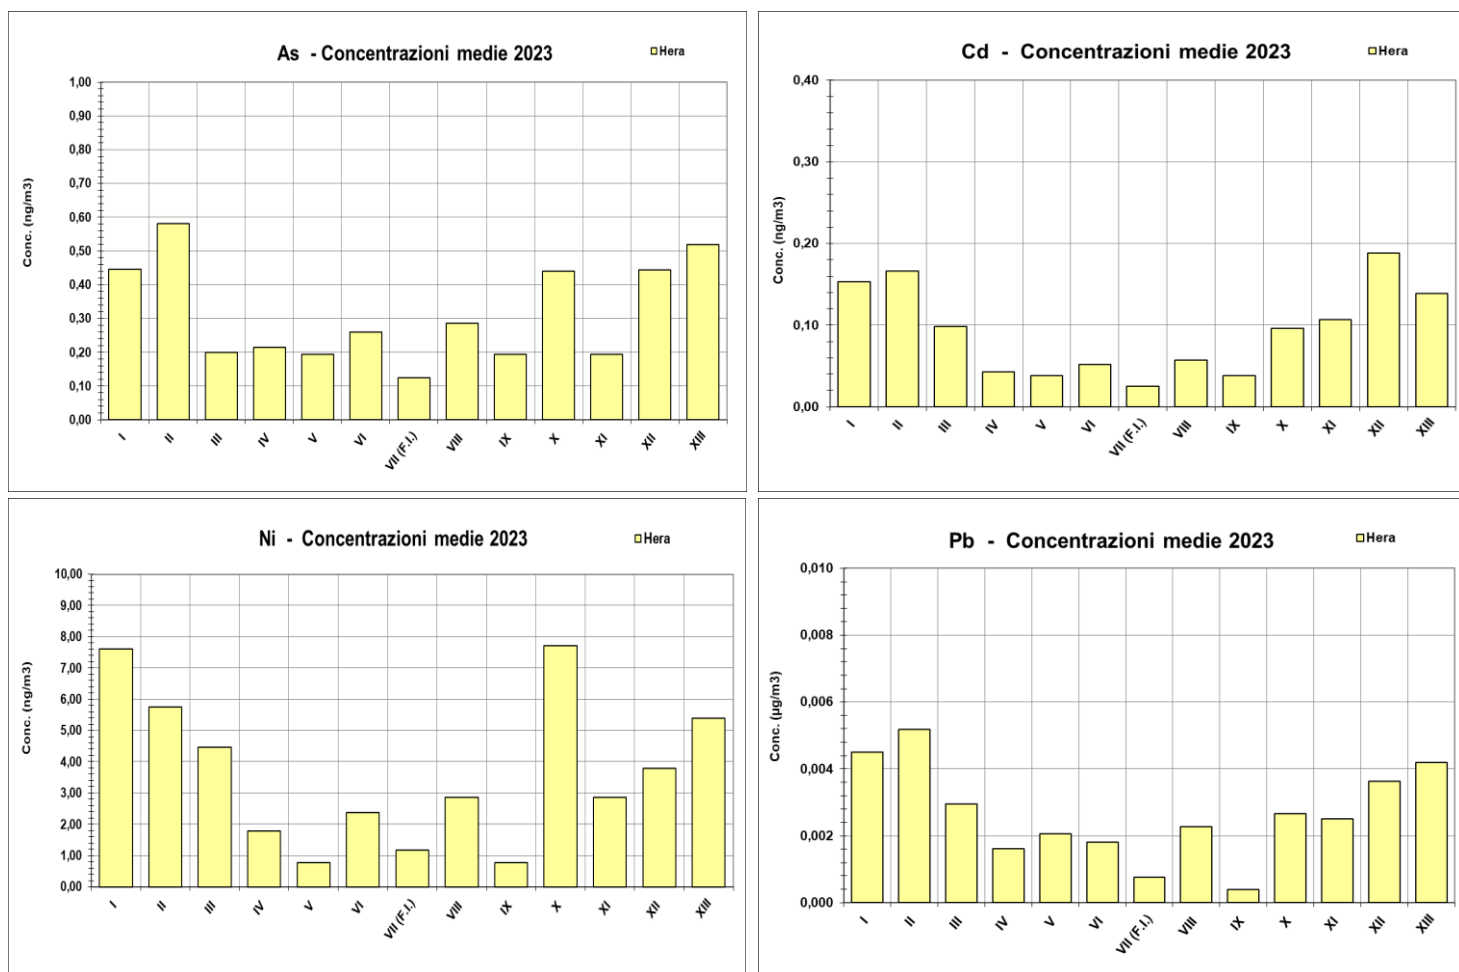 As - Concentrazioni medie 2023
Hera
Conc. (ng/m3)
1,00
0,90
0,80
0,70
0,60
0,50
0,40
0,30
0,20
0,10
0,00
I II III IV V VI VII (F.I.) VIII IX X XI XII XIII
Cd - Concentrazioni medie 2023
Hera
Conc. (ng/m3)
0,40
0,30
0,20
0,10
0,00
I II III IV V VI VII (F.I.) VIII IX X XI XII XIII
Ni - Concentrazioni medie 2023
Hera
Conc. (ng/m3)
10,00
9,00
8,00
7,00
6,00
5,00
4,00
3,00
2,00
1,00
0,00
I II III IV V VI VII (F.I.) VIII IX X XI XII XIII
Pb - Concentrazioni medie 2023
Hera
Conc. (µg/m3)
0,010
0,008
0,006
0,004
0,002
0,000
I II III IV V VI VII (F.I.) VIII IX X XI XII XIII